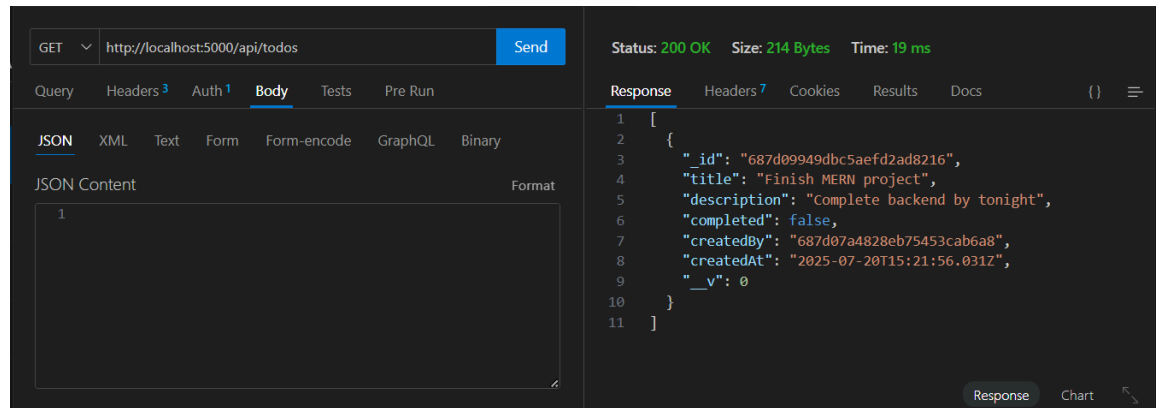 GET http://localhost:5000/api/todos Send
Query Headers 3 Auth 1 Body Tests Pre Run
JSON XML Text Form Form-encode GraphQL Binary
JSON Content Format
1
Status: 200 OK Size: 214 Bytes Time: 19 ms
Response Headers 7 Cookies Results Docs {}
1 [
2 {
3 "_id": "687d09949dbc5aefd2ad8216",
4 "title": "Finish MERN project",
5 "description": "Complete backend by tonight",
6 "completed": false,
7 "createdBy": "687d07a4828eb75453cab6a8",
8 "createdAt": "2025-07-20T15:21:56.031Z",
9 "__v": 0
10 }
11 ]
Response Chart